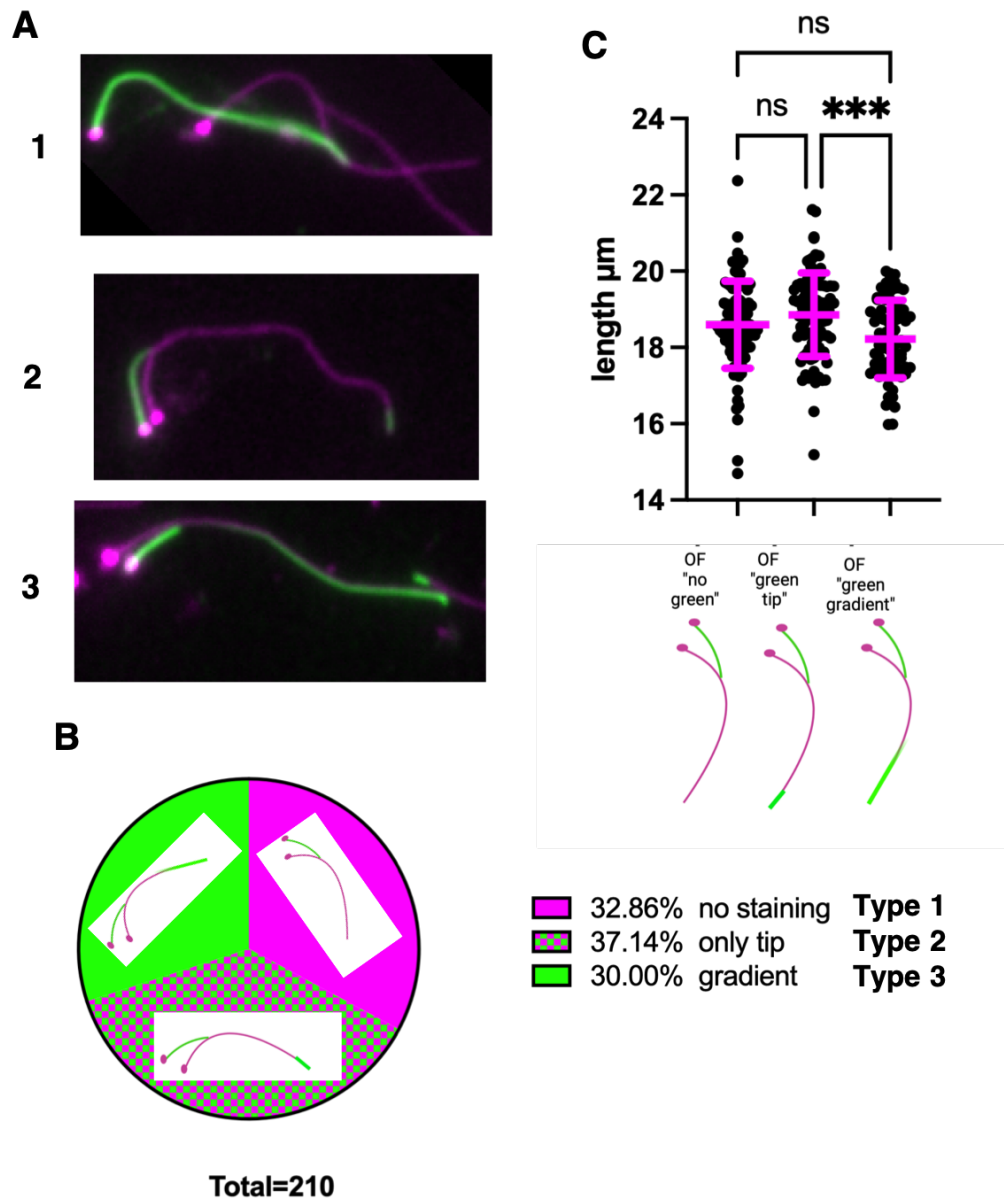 A
1
2
3
B
Total=210
C
ns
ns ***
24
22
20
18
16
14
length µm
OF
"no
green"
OF
"green
tip"
OF
"green
gradient"
32.86% no staining Type 1
37.14% only tip Type 2
30.00% gradient Type 3